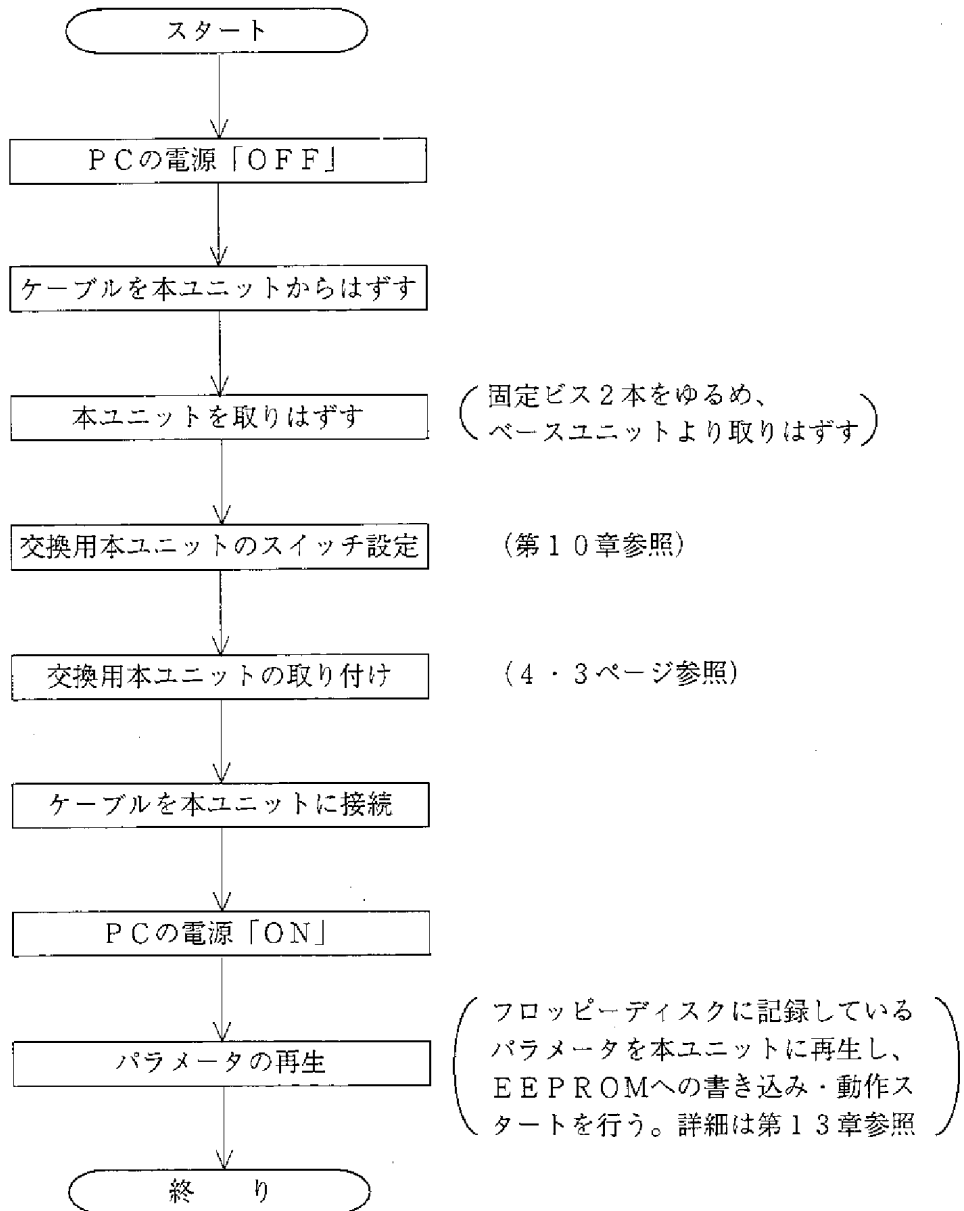 スタート
ＰＣの電源「ＯＦＦ」
ケーブルを本ユニットからはずす
本ユニットを取りはずす
(固定ビス２本をゆるめ、
ベースユニットより取りはずす)
交換用本ユニットのスイッチ設定
(第１０章参照)
交換用本ユニットの取り付け
(４・３ページ参照)
ケーブルを本ユニットに接続
ＰＣの電源「ＯＮ」
パラメータの再生
(フロッピーディスクに記録している
パラメータを本ユニットに再生し、
ＥＥＰＲＯＭへの書き込み・動作ス
タートを行う。詳細は第１３章参照)
終　り